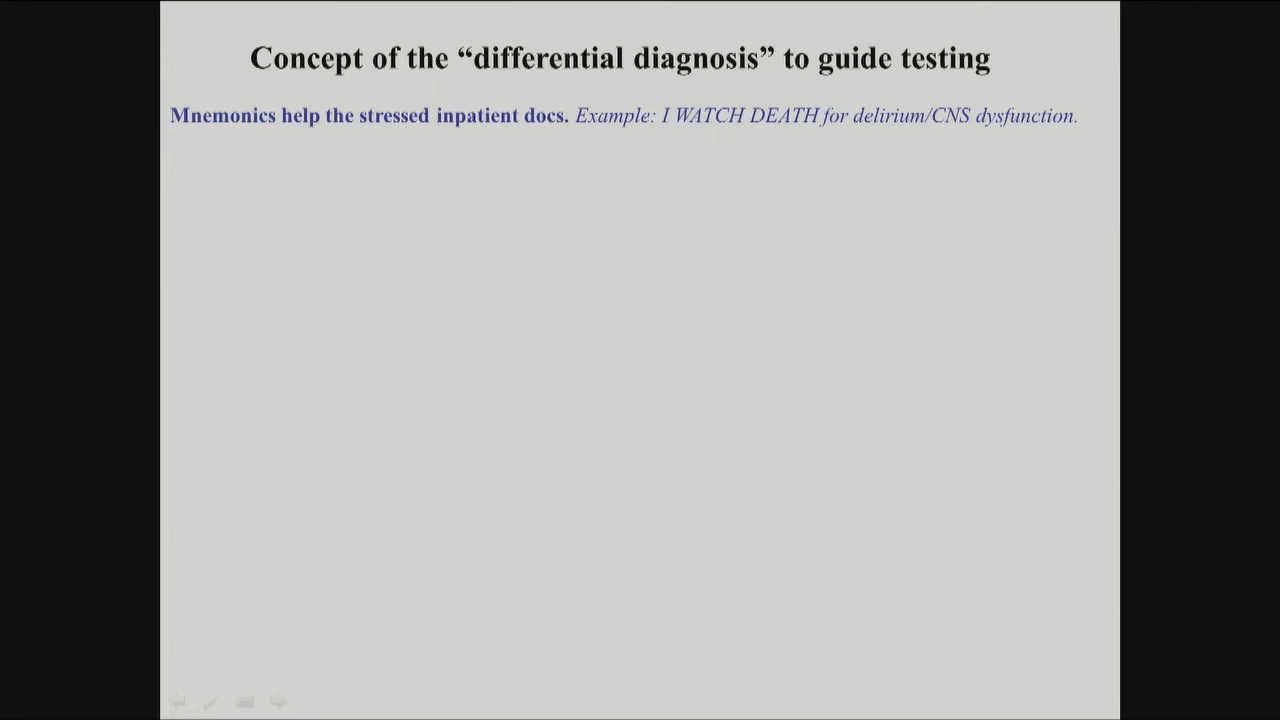 Concept of the “differential diagnosis” to guide testing
Mnemonics help the stressed inpatient docs. Example: I WATCH DEATH for delirium/CNS dysfunction.